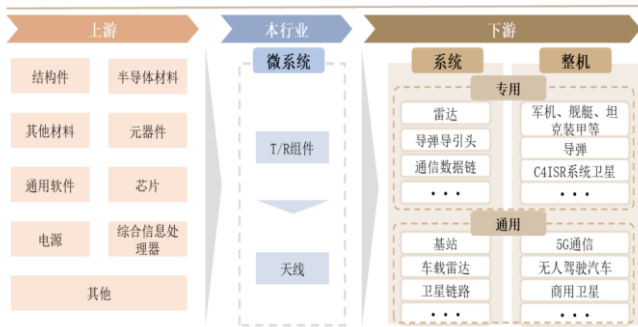 上游
本行业
下游
结构件
半导体材料
其他材料
元器件
通用软件
芯片
电源
综合信息处
理器
其他
微系统
T/R组件
天线
系统
整机
专用
雷达
导弹导引头
通信数据链
• • •
军机、舰艇、坦
克装甲等
导弹
C4ISR系统卫星
• • •
通用
基站
车载雷达
卫星链路
• • •
5G通信
无人驾驶汽车
商用卫星
• • •